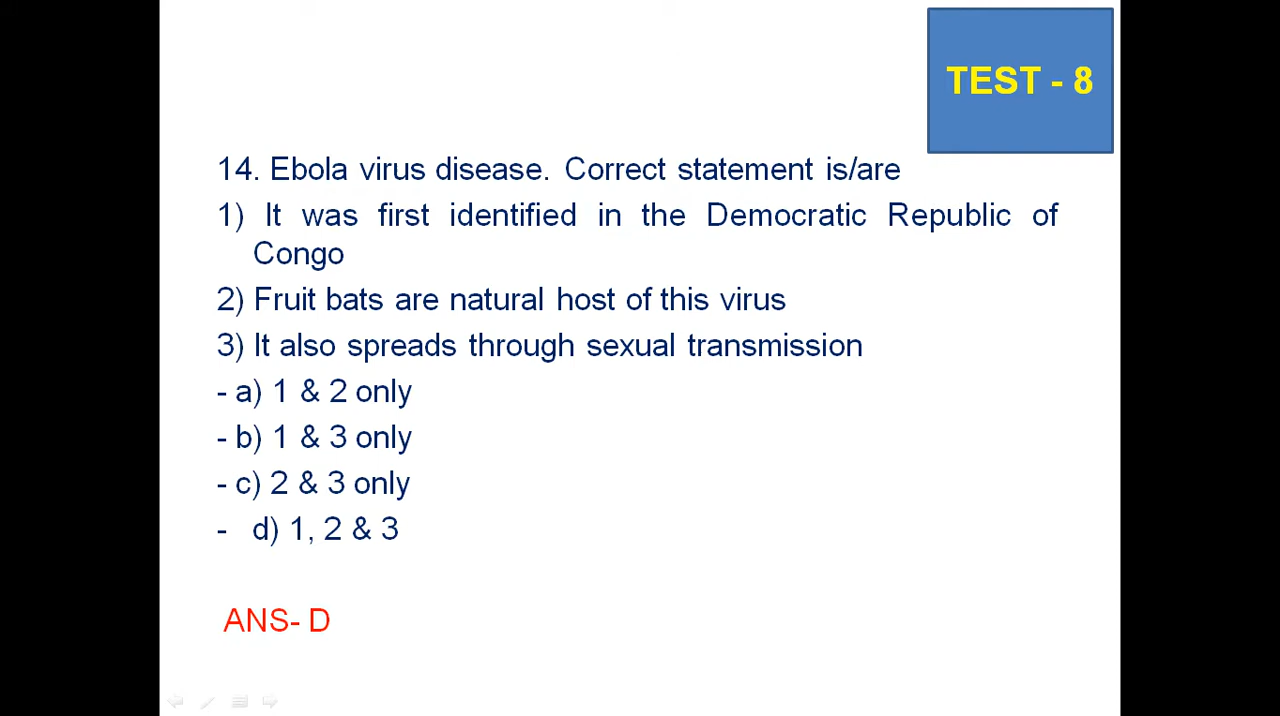 TEST - 8
14. Ebola virus disease. Correct statement is/are
1) It was first identified in the Democratic Republic of
Congo
2) Fruit bats are natural host of this virus
3) It also spreads through sexual transmission
- a) 1 & 2 only
- b) 1 & 3 only
- c) 2 & 3 only
- d) 1, 2 & 3
ANS- D